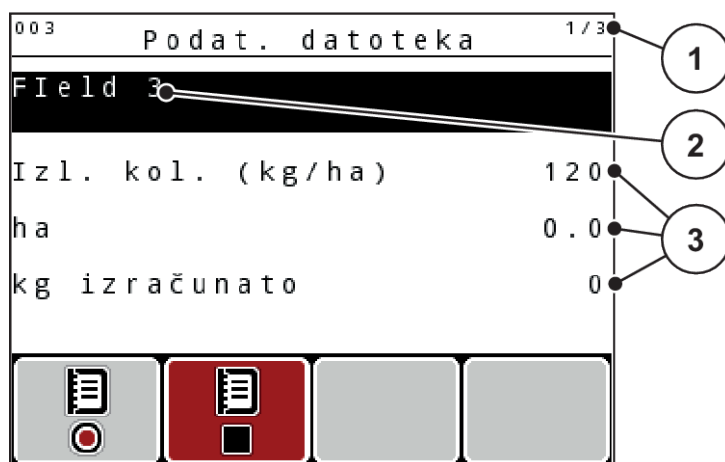 003 Podat. datoteka 1/3
FIeld 3
Izl. kol. (kg/ha) 120
ha 0.0
kg izračunato 0
1
2
3